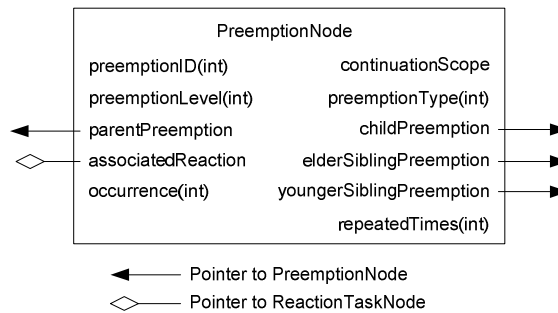 PreemptionNode
preemptionID(int) continuationScope
preemptionLevel(int) preemptionType(int)
parentPreemption childPreemption
associatedReaction elderSiblingPreemption
occurrence(int) youngerSiblingPreemption
repeatedTimes(int)
Pointer to PreemptionNode
Pointer to ReactionTaskNode